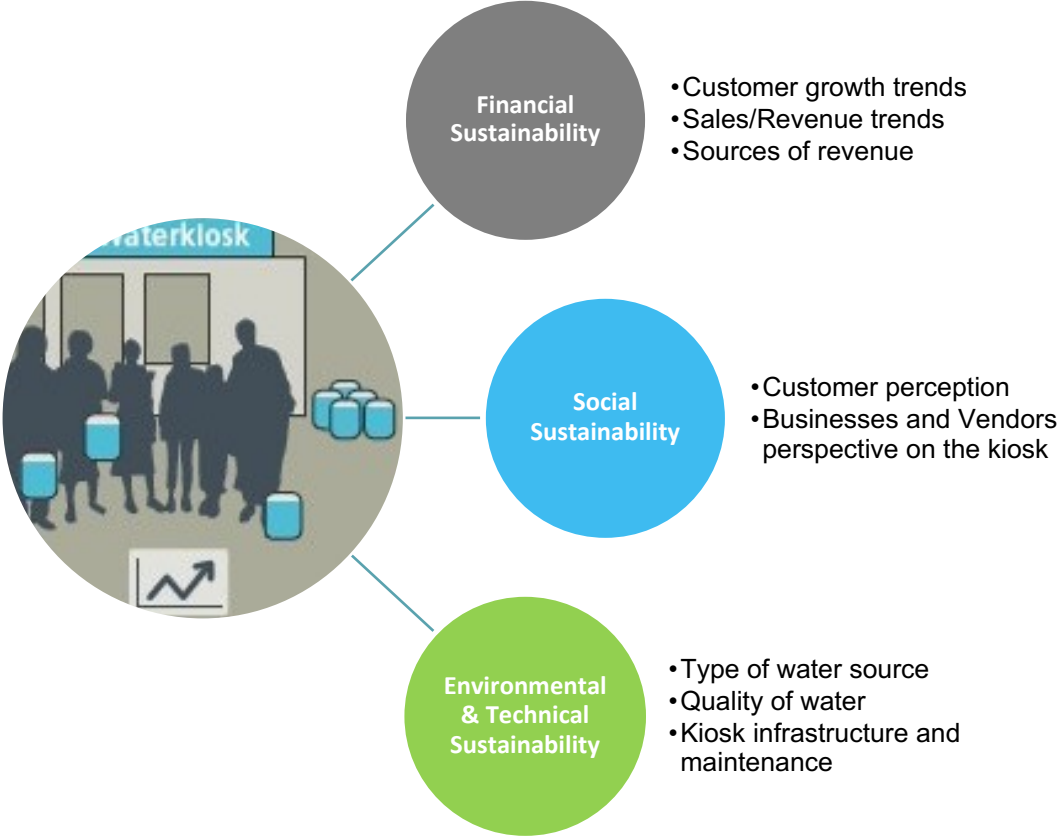 Financial
Sustainability
•Customer growth trends
•Sales/Revenue trends
•Sources of revenue
waterkiosk
Social
Sustainability
•Customer perception
•Businesses and Vendors
perspective on the kiosk
Environmental
& Technical
Sustainability
•Type of water source
•Quality of water
•Kiosk infrastructure and
maintenance